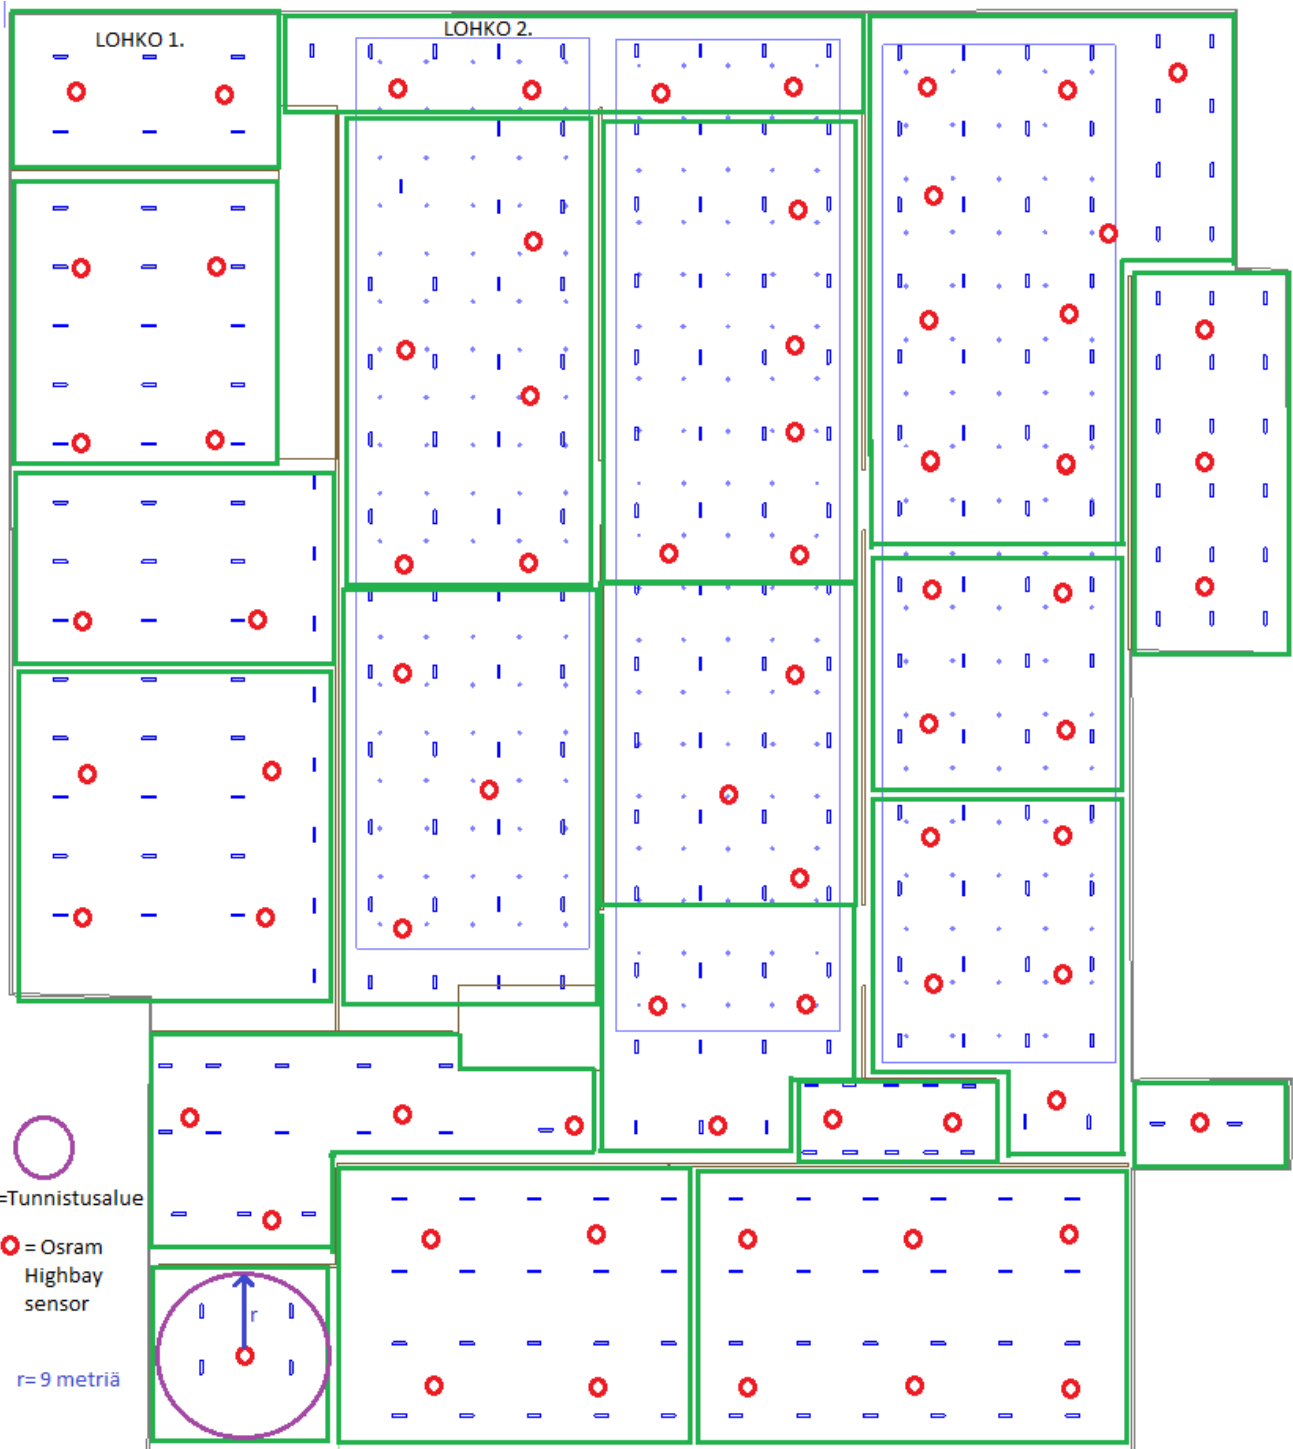 LOHKO 1.
LOHKO 2.
=Tunnistusalue
= Osram
Highbay
sensor
r
r= 9 metriä